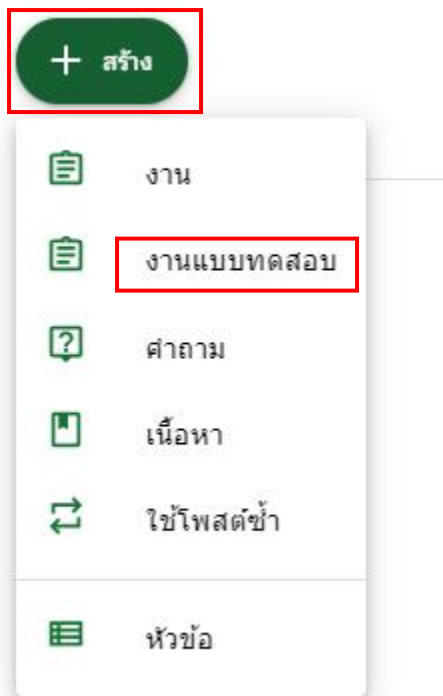 สร้าง
งาน
งานแบบทดสอบ
คำถาม
เนื้อหา
ใช้โพสต์ซ้ำ
หัวข้อ